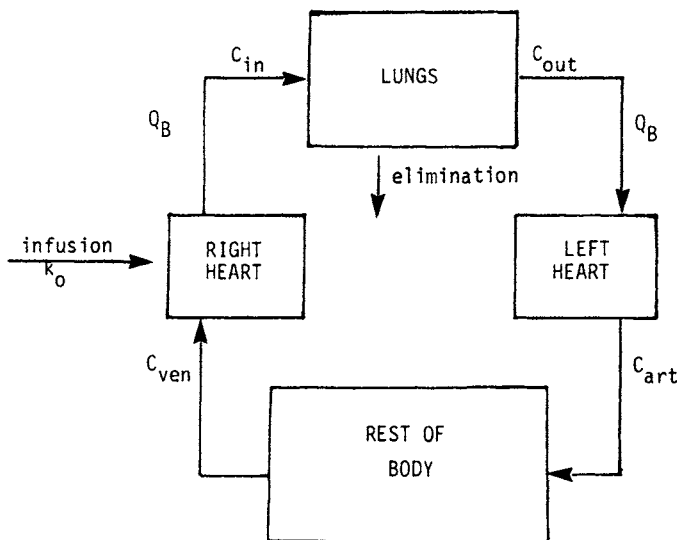 C_in
LUNGS
C_out
Q_B
Q_B
elimination
infusion
k_o
RIGHT
HEART
LEFT
HEART
C_ven
C_art
REST OF
BODY